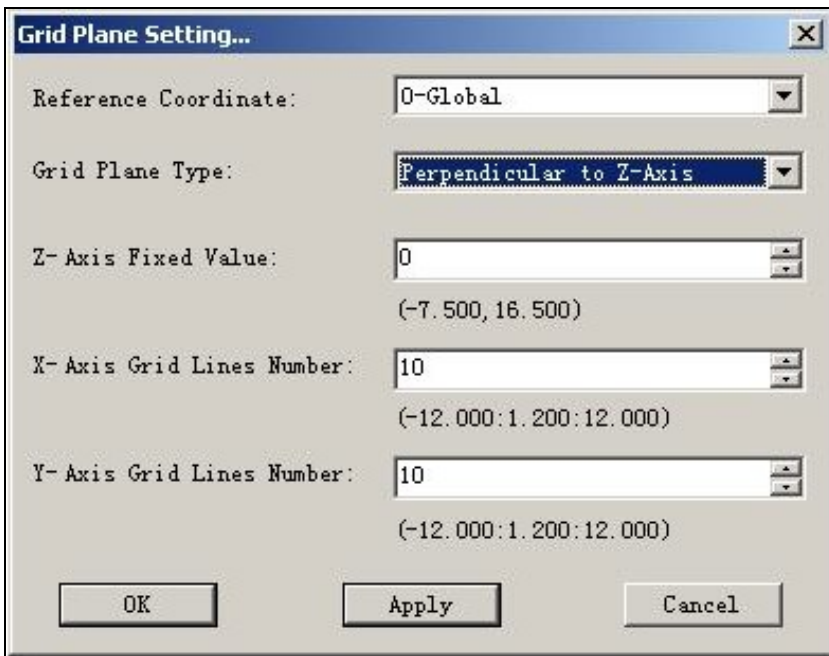 Grid Plane Setting...
Reference Coordinate: 0-Global
Grid Plane Type: Perpendicular to Z-Axis
Z-Axis Fixed Value: 0
(-7.500,16.500)
X-Axis Grid Lines Number: 10
(-12.000:1.200:12.000)
Y-Axis Grid Lines Number: 10
(-12.000:1.200:12.000)
OK Apply Cancel